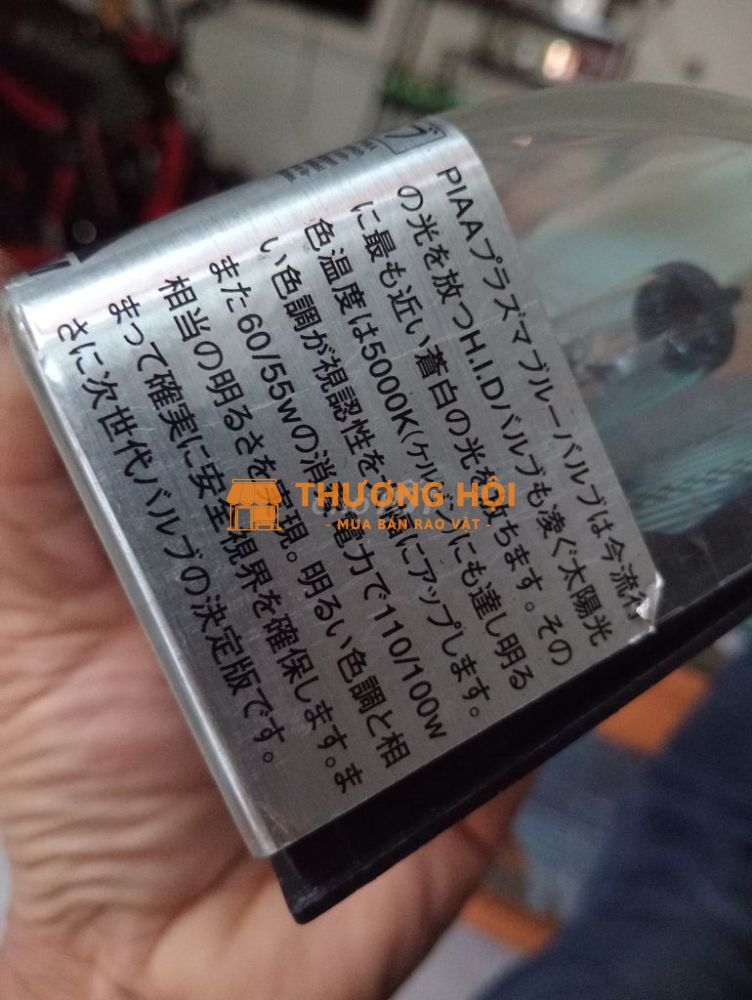 ブ
PIAAプラズマブルーバルブは今流行
の光を放つH.I.Dバルブも凌ぐ太陽光
に最も近い蒼白の光を放ちます。その
色温度は5000K(ケルにも達し明る
い色調が視認性を幅にアップします。
また60/55wの消電力で110/100w
相当の明るさを実現。明るい色調と相
まって確実に安全視界を確保します。ま
さに次世代バルブの決定版です。
THƯƠNG HỘI
- MUA BÁN RAO VẶT -